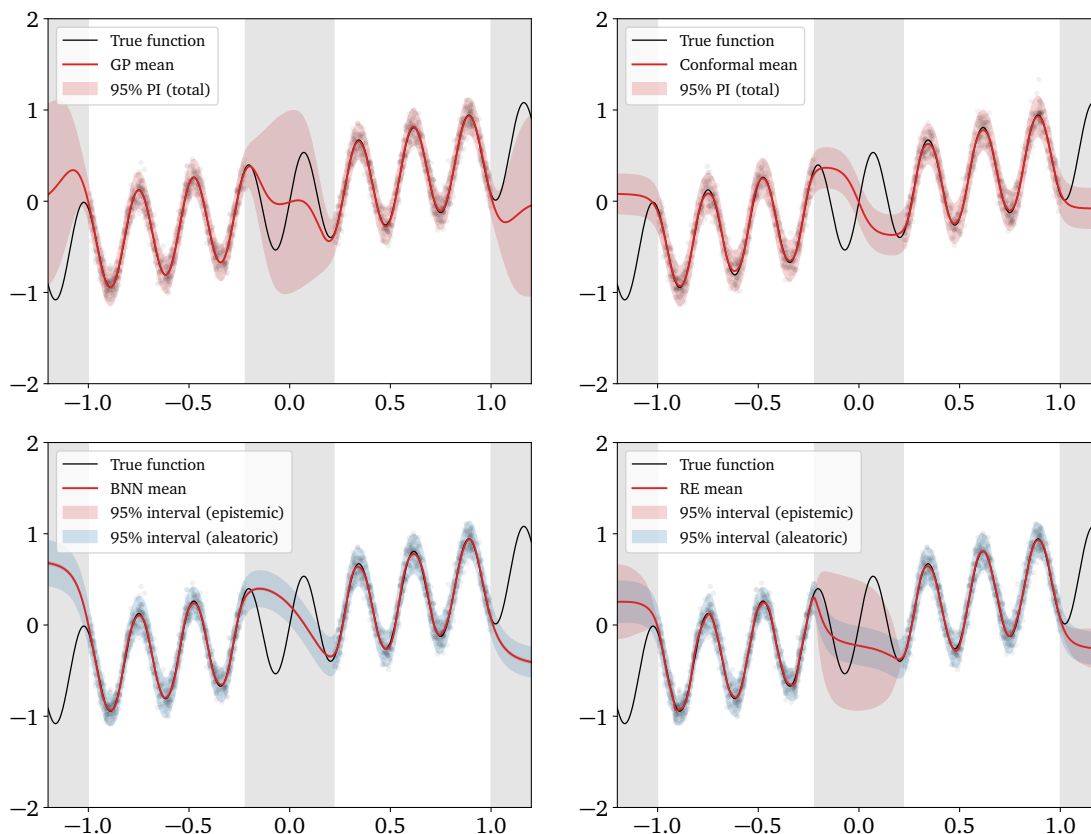 2
1
0
−1
−2
True function
GP mean
95% PI (total)
−1.0 −0.5 0.0 0.5 1.0
2
1
0
−1
−2
True function
Conformal mean
95% PI (total)
−1.0 −0.5 0.0 0.5 1.0
2
1
0
−1
−2
True function
BNN mean
95% interval (epistemic)
95% interval (aleatoric)
−1.0 −0.5 0.0 0.5 1.0
2
1
0
−1
−2
True function
RE mean
95% interval (epistemic)
95% interval (aleatoric)
−1.0 −0.5 0.0 0.5 1.0